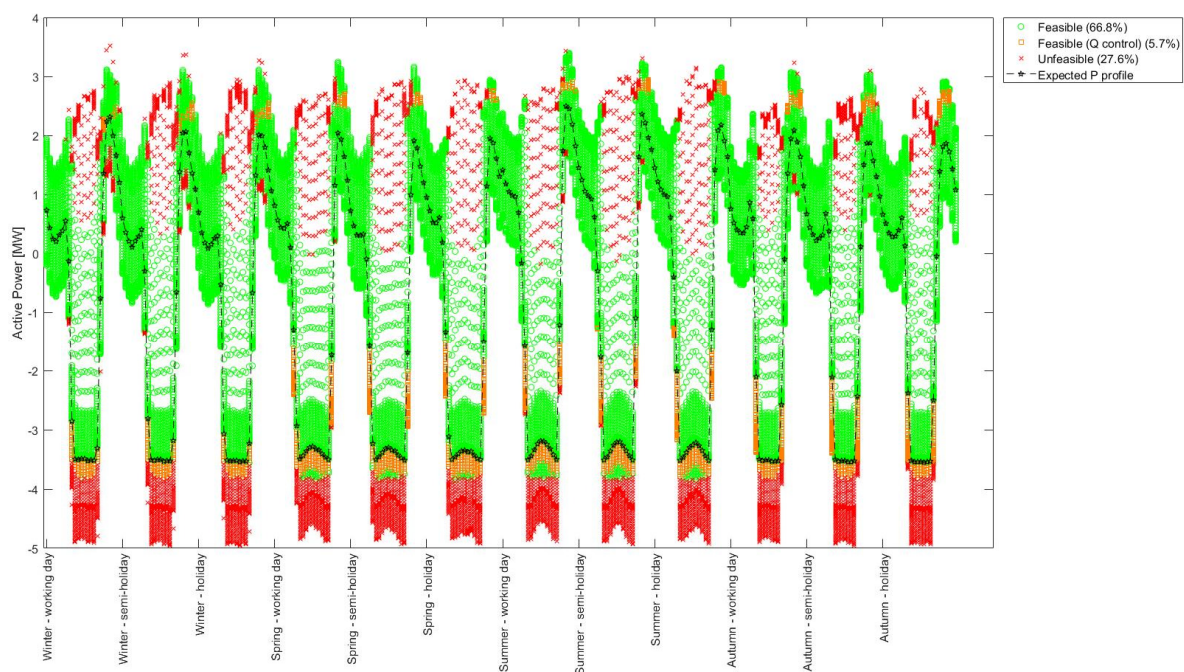 4
3
2
1
0
-1
-2
-3
-4
-5
Active Power [MW]
Winter - working day
Winter - semi-holiday
Winter - holiday
Spring - working day
Spring - semi-holiday
Spring - holiday
Summer - working day
Summer - semi-holiday
Summer - holiday
Autumn - working day
Autumn - semi-holiday
Autumn - holiday
Feasible (66.8%)
Feasible (Q control) (5.7%)
Unfeasible (27.6%)
Expected P profile